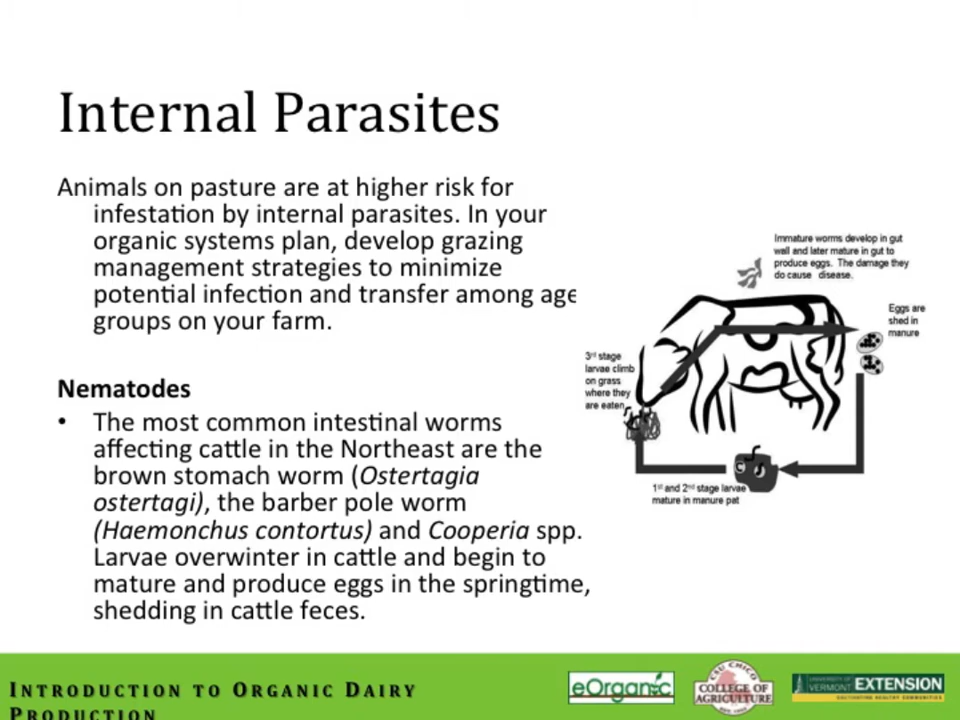 Internal Parasites
Animals on pasture are at higher risk for
infestation by internal parasites. In your
organic systems plan, develop grazing
management strategies to minimize
potential infection and transfer among age
groups on your farm.
Nematodes
• The most common intestinal worms
affecting cattle in the Northeast are the
brown stomach worm (Ostertagia
ostertagi), the barber pole worm
(Haemonchus contortus) and Cooperia spp.
Larvae overwinter in cattle and begin to
mature and produce eggs in the springtime,
shedding in cattle feces.
Immature worms develop in gut
wall and later mature in gut to
produce eggs. The damage they
do cause disease.
Eggs are
shed in
manure
3rd stage
larvae climb
on grass
where they
are eaten
1st and 2nd stage larvae
mature in manure pat
INTRODUCTION TO ORGANIC DAIRY
PRODUCTION
eOrganic
CSU CHICO
COLLEGE OF
AGRICULTURE
UNIVERSITY OF
VERMONT EXTENSION
CULTIVATING HEALTHY COMMUNITIES